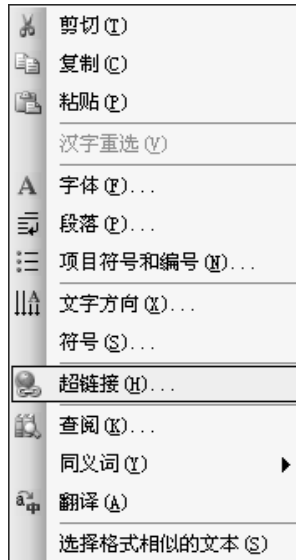 剪切(T)
复制(C)
粘贴(P)
汉字重选(V)
字体(F)...
段落(P)...
项目符号和编号(N)...
文字方向(X)...
符号(S)...
超链接(H)...
查阅(K)...
同义词(Y)
翻译(A)
选择格式相似的文本(S)